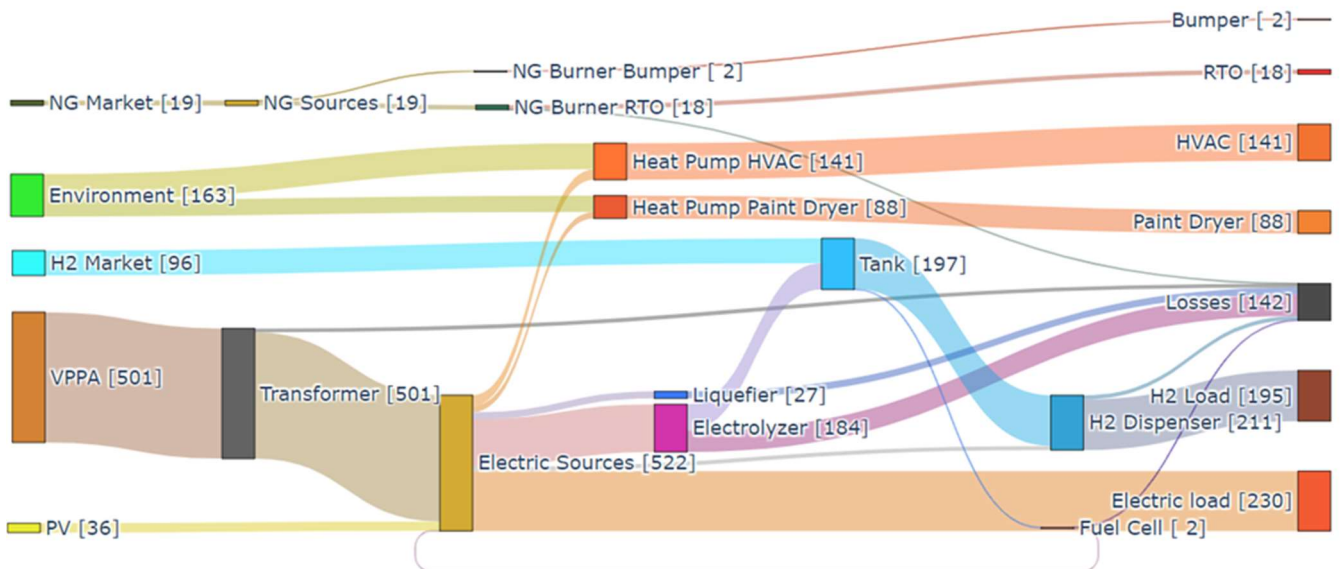 Bumper [ 2]
NG Burner Bumper [ 2]
RTO [18]
NG Market [19]
NG Sources [19]
NG Burner RTO [18]
HVAC [141]
Heat Pump HVAC [141]
Environment [163]
Heat Pump Paint Dryer [88]
Paint Dryer [88]
H2 Market [96]
Tank [197]
Losses [142]
VPPA [501]
Transformer [501]
Liquefier [27]
H2 Load [195]
Electrolyzer [184]
H2 Dispenser [211]
Electric Sources [522]
Electric load [230]
PV [36]
Fuel Cell [ 2]